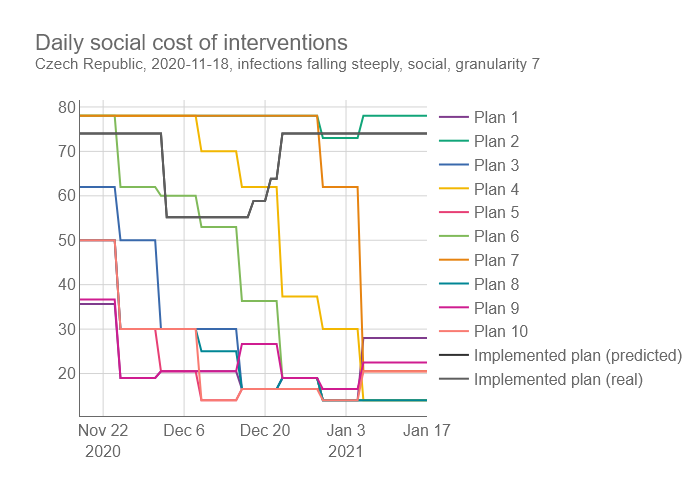 Daily social cost of interventions
Czech Republic, 2020-11-18, infections falling steeply, social, granularity 7
80
70
60
50
40
30
20
Nov 22
2020
Dec 6
Dec 20
Jan 3
2021
Jan 17
Plan 1
Plan 2
Plan 3
Plan 4
Plan 5
Plan 6
Plan 7
Plan 8
Plan 9
Plan 10
Implemented plan (predicted)
Implemented plan (real)